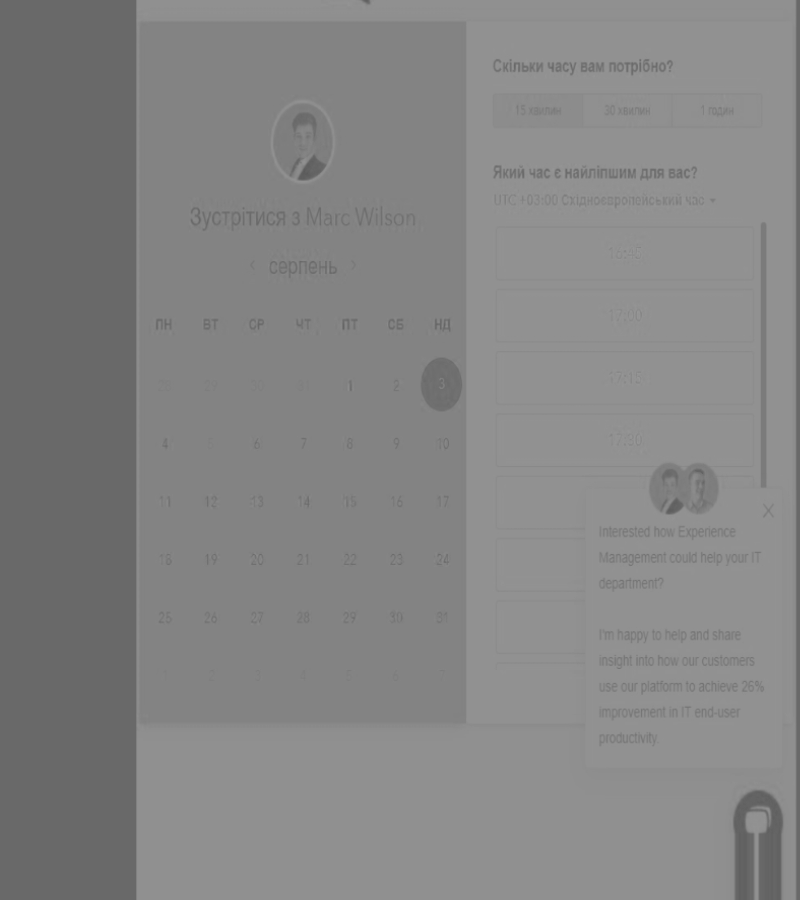 Зустрітися з Marc Wilson
‹ серпень ›
ПН ВТ СР ЧТ ПТ СБ НД
28 29 30 31 1 2 3
4 5 6 7 8 9 10
11 12 13 14 15 16 17
18 19 20 21 22 23 24
25 26 27 28 29 30 31
1 2 3 4 5 6 7
Скільки часу вам потрібно?
15 хвилин 30 хвилин 1 годин
Який час є найліпшим для вас?
UTC +03:00 Східноєвропейський час
16:45
17:00
17:15
17:30
X
Interested how Experience
Management could help your IT
department?
I'm happy to help and share
insight into how our customers
use our platform to achieve 26%
improvement in IT end-user
productivity.